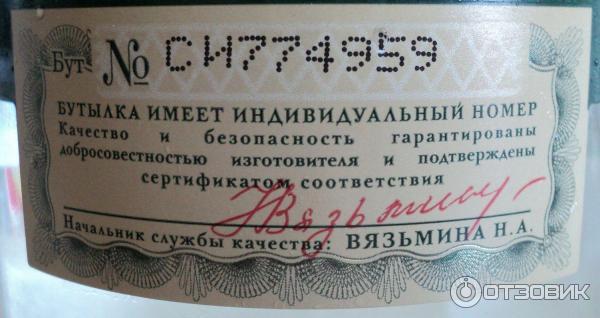 Бут № СИ774959
БУТЫЛКА ИМЕЕТ ИНДИВИДУАЛЬНЫЙ НОМЕР
Качество и безопасность гарантированы
добросовестностью изготовителя и подтверждены
сертификатом соответствия
Вязьмину
Начальник службы качества: ВЯЗЬМИНА Н.А.
ОТЗОВИК